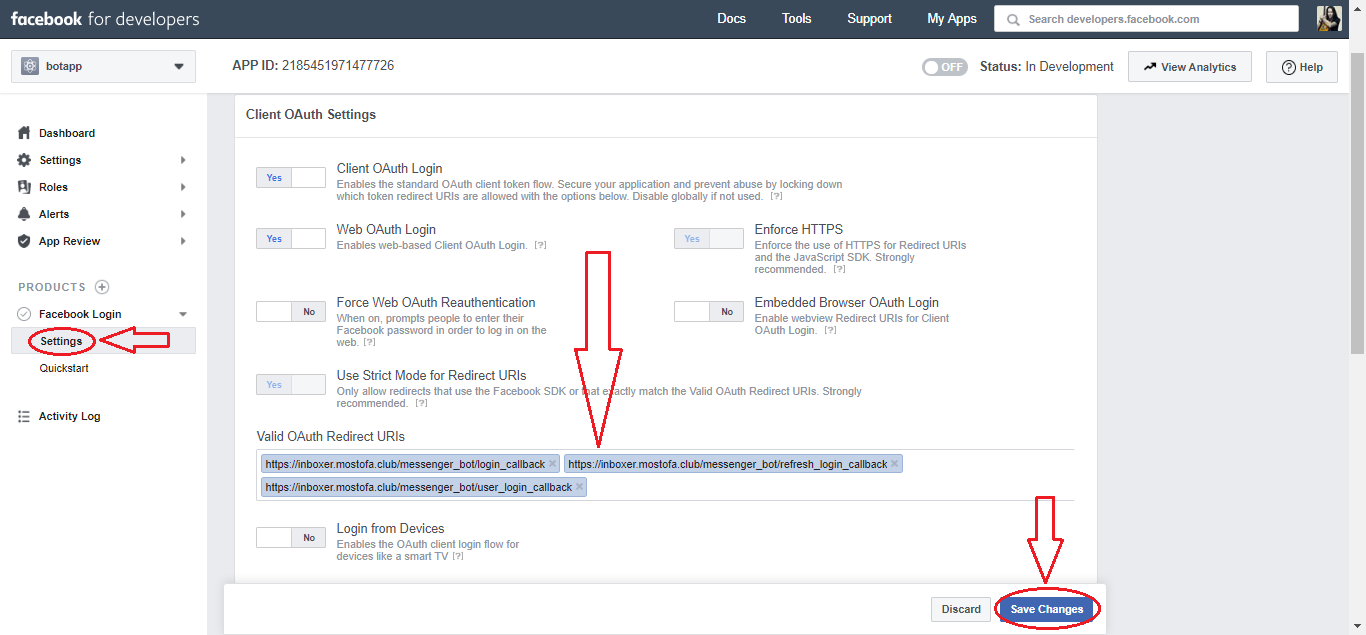 facebook for developers
Docs
Tools
Support
My Apps
Search developers.facebook.com
botapp
APP ID: 2185451971477726
OFF
Status: In Development
View Analytics
Help
Dashboard
Settings
Roles
Alerts
App Review
PRODUCTS
Facebook Login
Settings
Quickstart
Activity Log
Client OAuth Settings
Yes
Client OAuth Login
Enables the standard OAuth client token flow. Secure your application and prevent abuse by locking down
which token redirect URIs are allowed with the options below. Disable globally if not used. [?]
Yes
Web OAuth Login
Enables web-based Client OAuth Login. [?]
Yes
Enforce HTTPS
Enforce the use of HTTPS for Redirect URIs
and the JavaScript SDK. Strongly
recommended. [?]
No
Force Web OAuth Reauthentication
When on, prompts people to enter their
Facebook password in order to log in on the
web. [?]
No
Embedded Browser OAuth Login
Enable webview Redirect URIs for Client
OAuth Login. [?]
Yes
Use Strict Mode for Redirect URIs
Only allow redirects that use the Facebook SDK or that exactly match the Valid OAuth Redirect URIs. Strongly
recommended. [?]
Valid OAuth Redirect URIs
https://inboxer.mostofa.club/messenger_bot/login_callback
https://inboxer.mostofa.club/messenger_bot/refresh_login_callback
https://inboxer.mostofa.club/messenger_bot/user_login_callback
No
Login from Devices
Enables the OAuth client login flow for
devices like a smart TV [?]
Discard
Save Changes